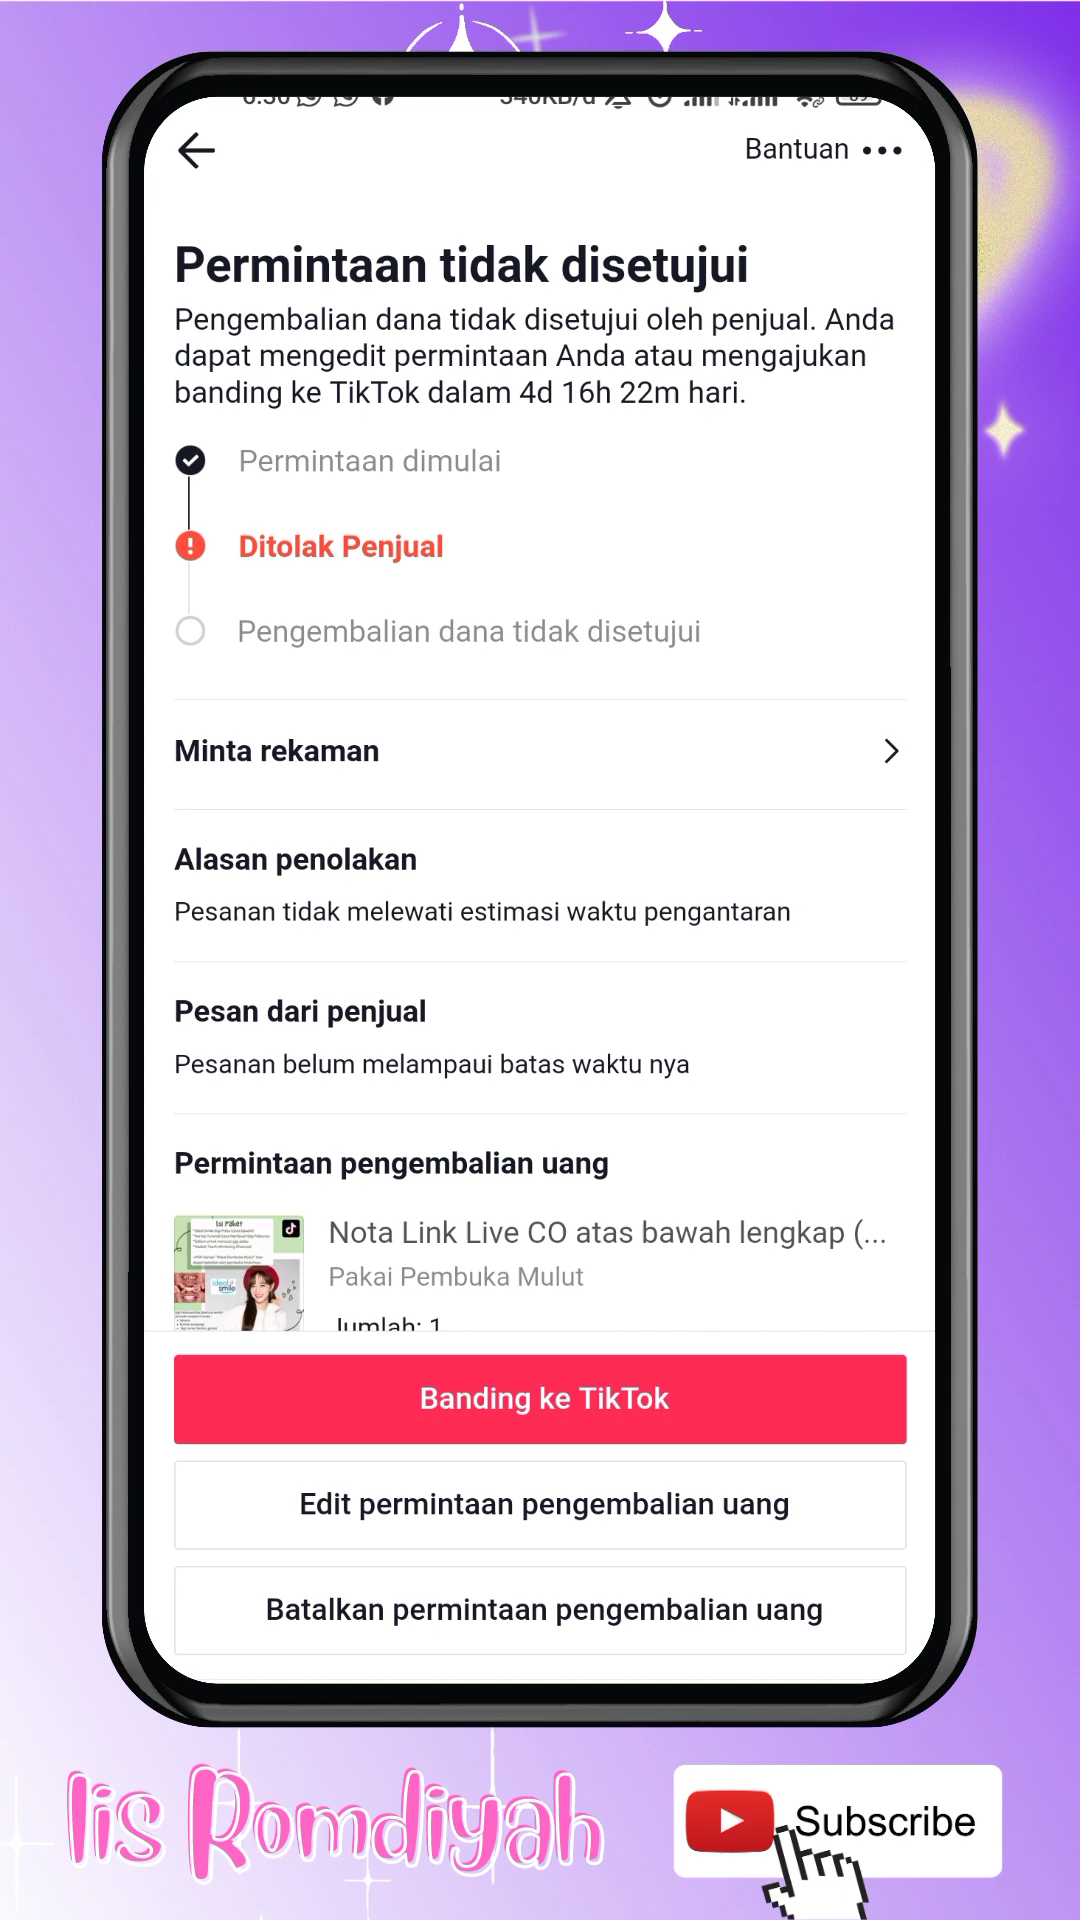 Bantuan
Permintaan tidak disetujui
Pengembalian dana tidak disetujui oleh penjual. Anda
dapat mengedit permintaan Anda atau mengajukan
banding ke TikTok dalam 4d 16h 22m hari.
Permintaan dimulai
Ditolak Penjual
Pengembalian dana tidak disetujui
Minta rekaman
Alasan penolakan
Pesanan tidak melewati estimasi waktu pengantaran
Pesan dari penjual
Pesanan belum melampaui batas waktu nya
Permintaan pengembalian uang
Isi Paket
ideal smile
Nota Link Live CO atas bawah lengkap (...
Pakai Pembuka Mulut
Jumlah: 1
Banding ke TikTok
Edit permintaan pengembalian uang
Batalkan permintaan pengembalian uang
Iis Romdiyah
Subscribe